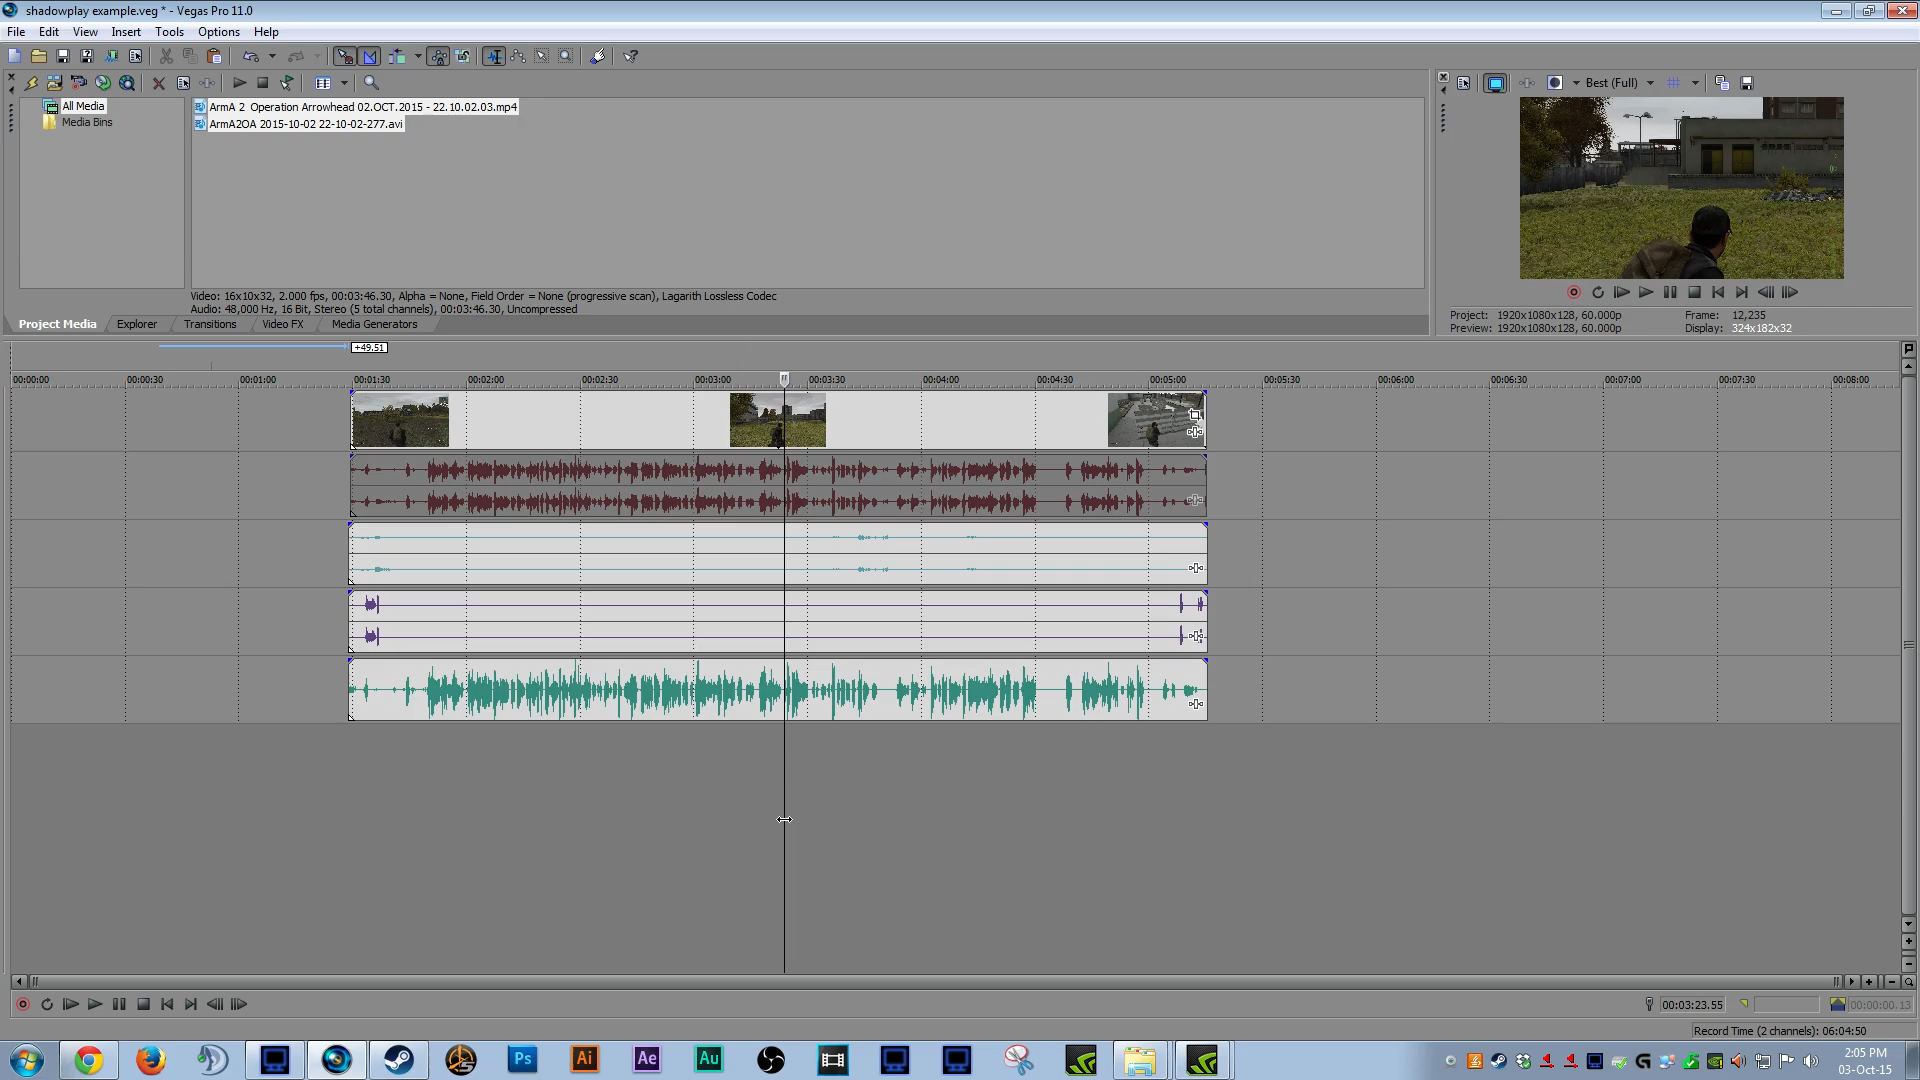 shadowplay example.veg * - Vegas Pro 11.0
File Edit View Insert Tools Options Help
Best (Full)
All Media
Media Bins
ArmA 2 Operation Arrowhead 02.OCT.2015 - 22.10.02.03.mp4
ArmA2OA 2015-10-02 22-10-02-277.avi
Video: 16x10x32, 2.000 fps, 00:03:46.30, Alpha = None, Field Order = None (progressive scan), Lagarith Lossless Codec
Audio: 48,000 Hz, 16 Bit, Stereo (5 total channels), 00:03:46.30, Uncompressed
Project Media Explorer Transitions Video FX Media Generators
Project: 1920x1080x128, 60.000p Frame: 12,235
Preview: 1920x1080x128, 60.000p Display: 324x182x32
+49.51
00:00:00 00:00:30 00:01:00 00:01:30 00:02:00 00:02:30 00:03:00 00:03:30 00:04:00 00:04:30 00:05:00 00:05:30 00:06:00 00:06:30 00:07:00 00:07:30 00:08:00
00:03:23.55 00:00:00.13
Record Time (2 channels): 06:04:50
Ps Ai Ae Au
2:05 PM
03-Oct-15